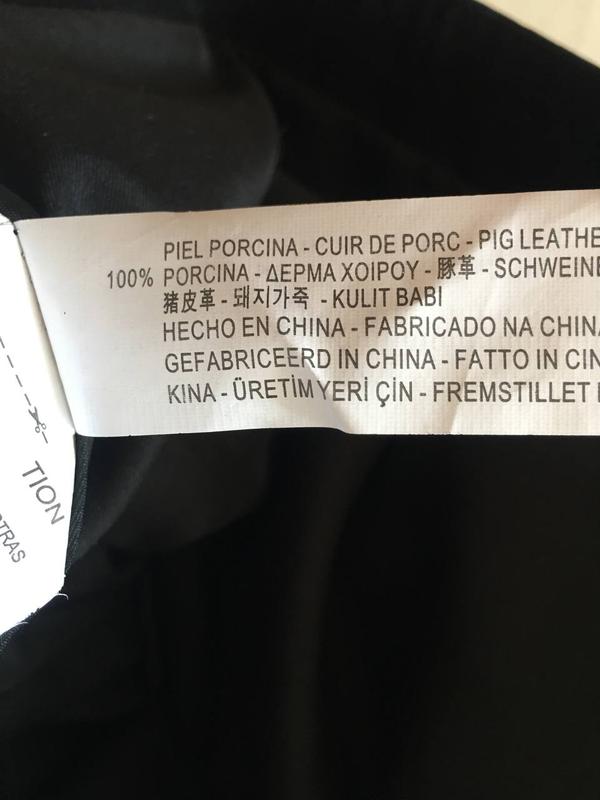 PIEL PORCINA - CUIR DE PORC - PIG LEATHE
100% PORCINA - ΔΕΡΜΑ ΧΟΙΡΟΥ - 豚革 - SCHWEINE
猪皮革 - 돼지가죽 - KULIT BABI
HECHO EN CHINA - FABRICADO NA CHIN
GEFABRICEERD IN CHINA - FATTO IN CIN
KINA - ÜRETİM YERİ ÇİN - FREMSTILLET
TION
OTRAS